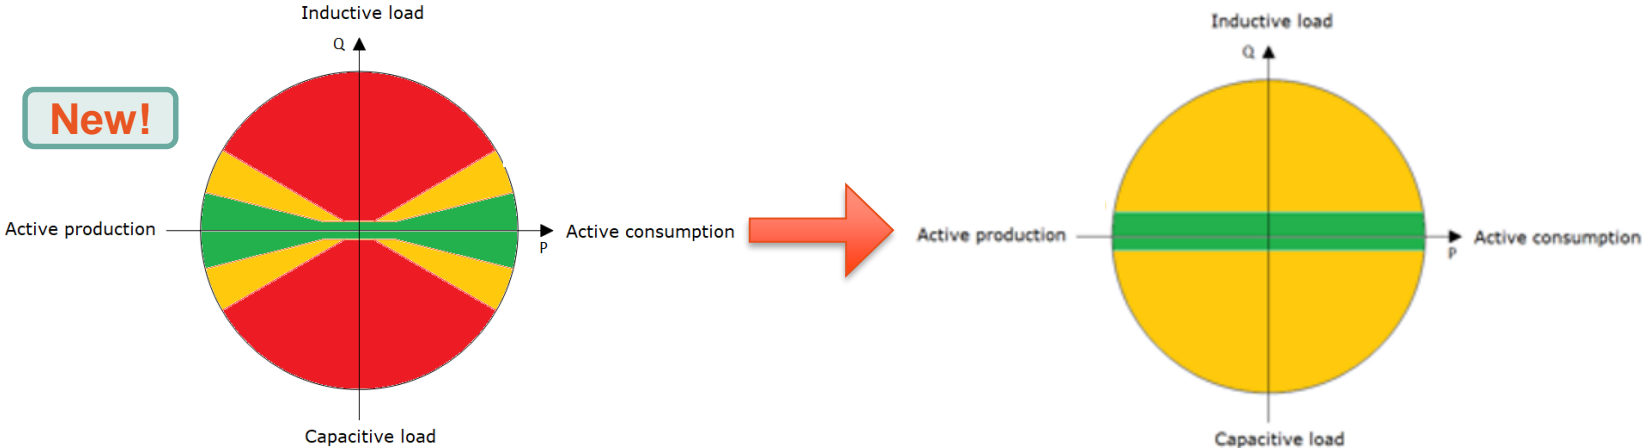 Inductive load
Q
New!
Active production
Active consumption
P
Capacitive load
Inductive load
Q
Active production
Active consumption
P
Capacitive load